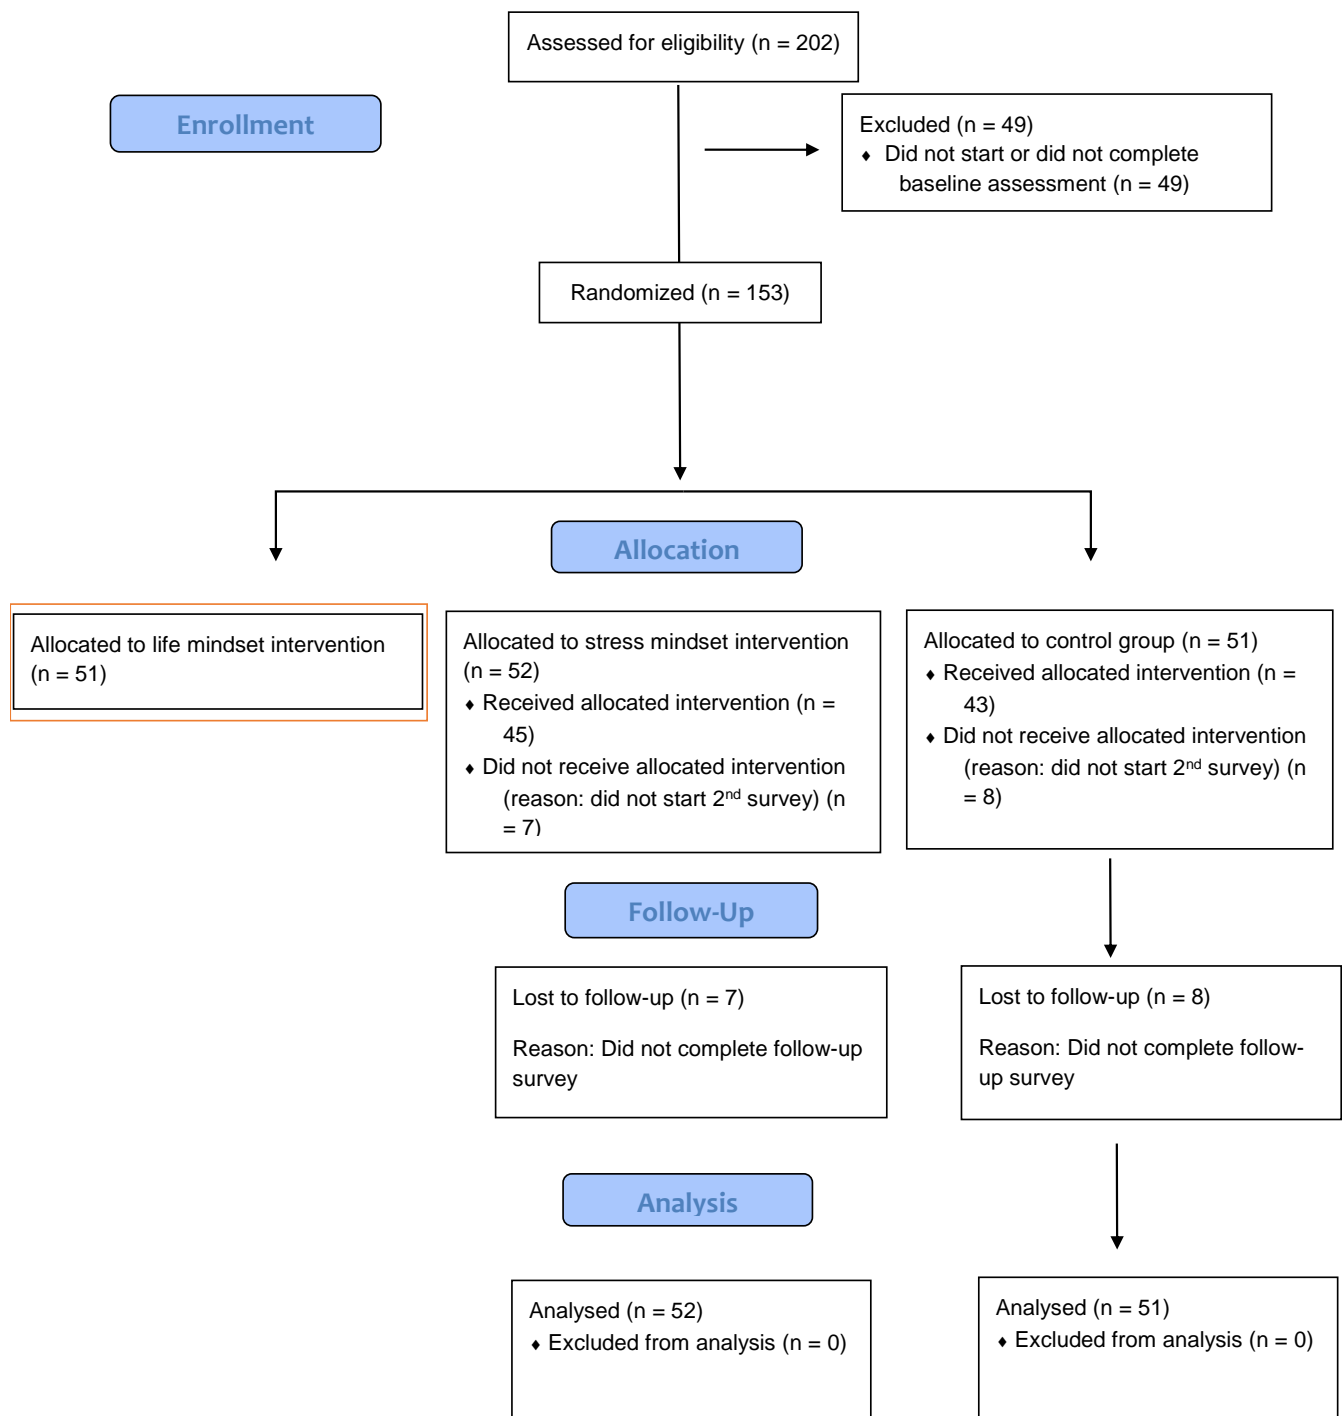 Assessed for eligibility (n = 202)
Enrollment
Excluded (n = 49)
♦ Did not start or did not complete
baseline assessment (n = 49)
Randomized (n = 153)
Allocation
Allocated to life mindset intervention
(n = 51)
Allocated to stress mindset intervention
(n = 52)
♦ Received allocated intervention (n =
45)
♦ Did not receive allocated intervention
(reason: did not start 2nd survey) (n
= 7)
Allocated to control group (n = 51)
♦ Received allocated intervention (n =
43)
♦ Did not receive allocated intervention
(reason: did not start 2nd survey) (n
= 8)
Follow-Up
Lost to follow-up (n = 7)
Reason: Did not complete follow-up
survey
Lost to follow-up (n = 8)
Reason: Did not complete follow-
up survey
Analysis
Analysed (n = 52)
♦ Excluded from analysis (n = 0)
Analysed (n = 51)
♦ Excluded from analysis (n = 0)